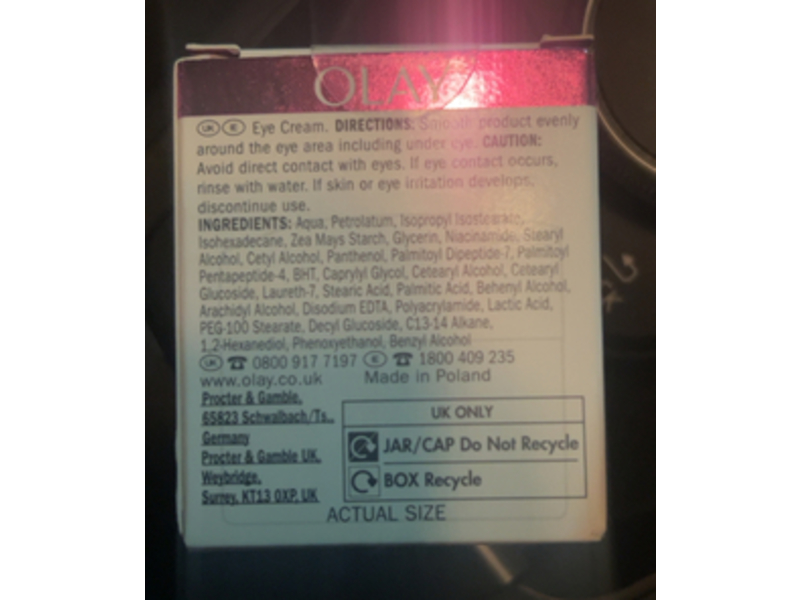 OLAY
UK IE Eye Cream. DIRECTIONS: Smooth product evenly
around the eye area including under eye. CAUTION:
Avoid direct contact with eyes. If eye contact occurs,
rinse with water. If skin or eye irritation develops,
discontinue use.
INGREDIENTS: Aqua, Petrolatum, Isopropyl Isostearate,
Isohexadecane, Zea Mays Starch, Glycerin, Niacinamide, Stearyl
Alcohol, Cetyl Alcohol, Panthenol, Palmitoyl Dipeptide-7, Palmitoyl
Pentapeptide-4, BHT, Caprylyl Glycol, Cetearyl Alcohol, Cetearyl
Glucoside, Laureth-7, Stearic Acid, Palmitic Acid, Behenyl Alcohol,
Arachidyl Alcohol, Disodium EDTA, Polyacrylamide, Lactic Acid,
PEG-100 Stearate, Decyl Glucoside, C13-14 Alkane,
1,2-Hexanediol, Phenoxyethanol, Benzyl Alcohol
UK ☎ 0800 917 7197 IE ☎ 1800 409 235
www.olay.co.uk Made in Poland
Procter & Gamble,
65823 Schwalbach/Ts.,
Germany
Procter & Gamble UK,
Weybridge,
Surrey, KT13 0XP, UK
UK ONLY
JAR/CAP Do Not Recycle
BOX Recycle
ACTUAL SIZE